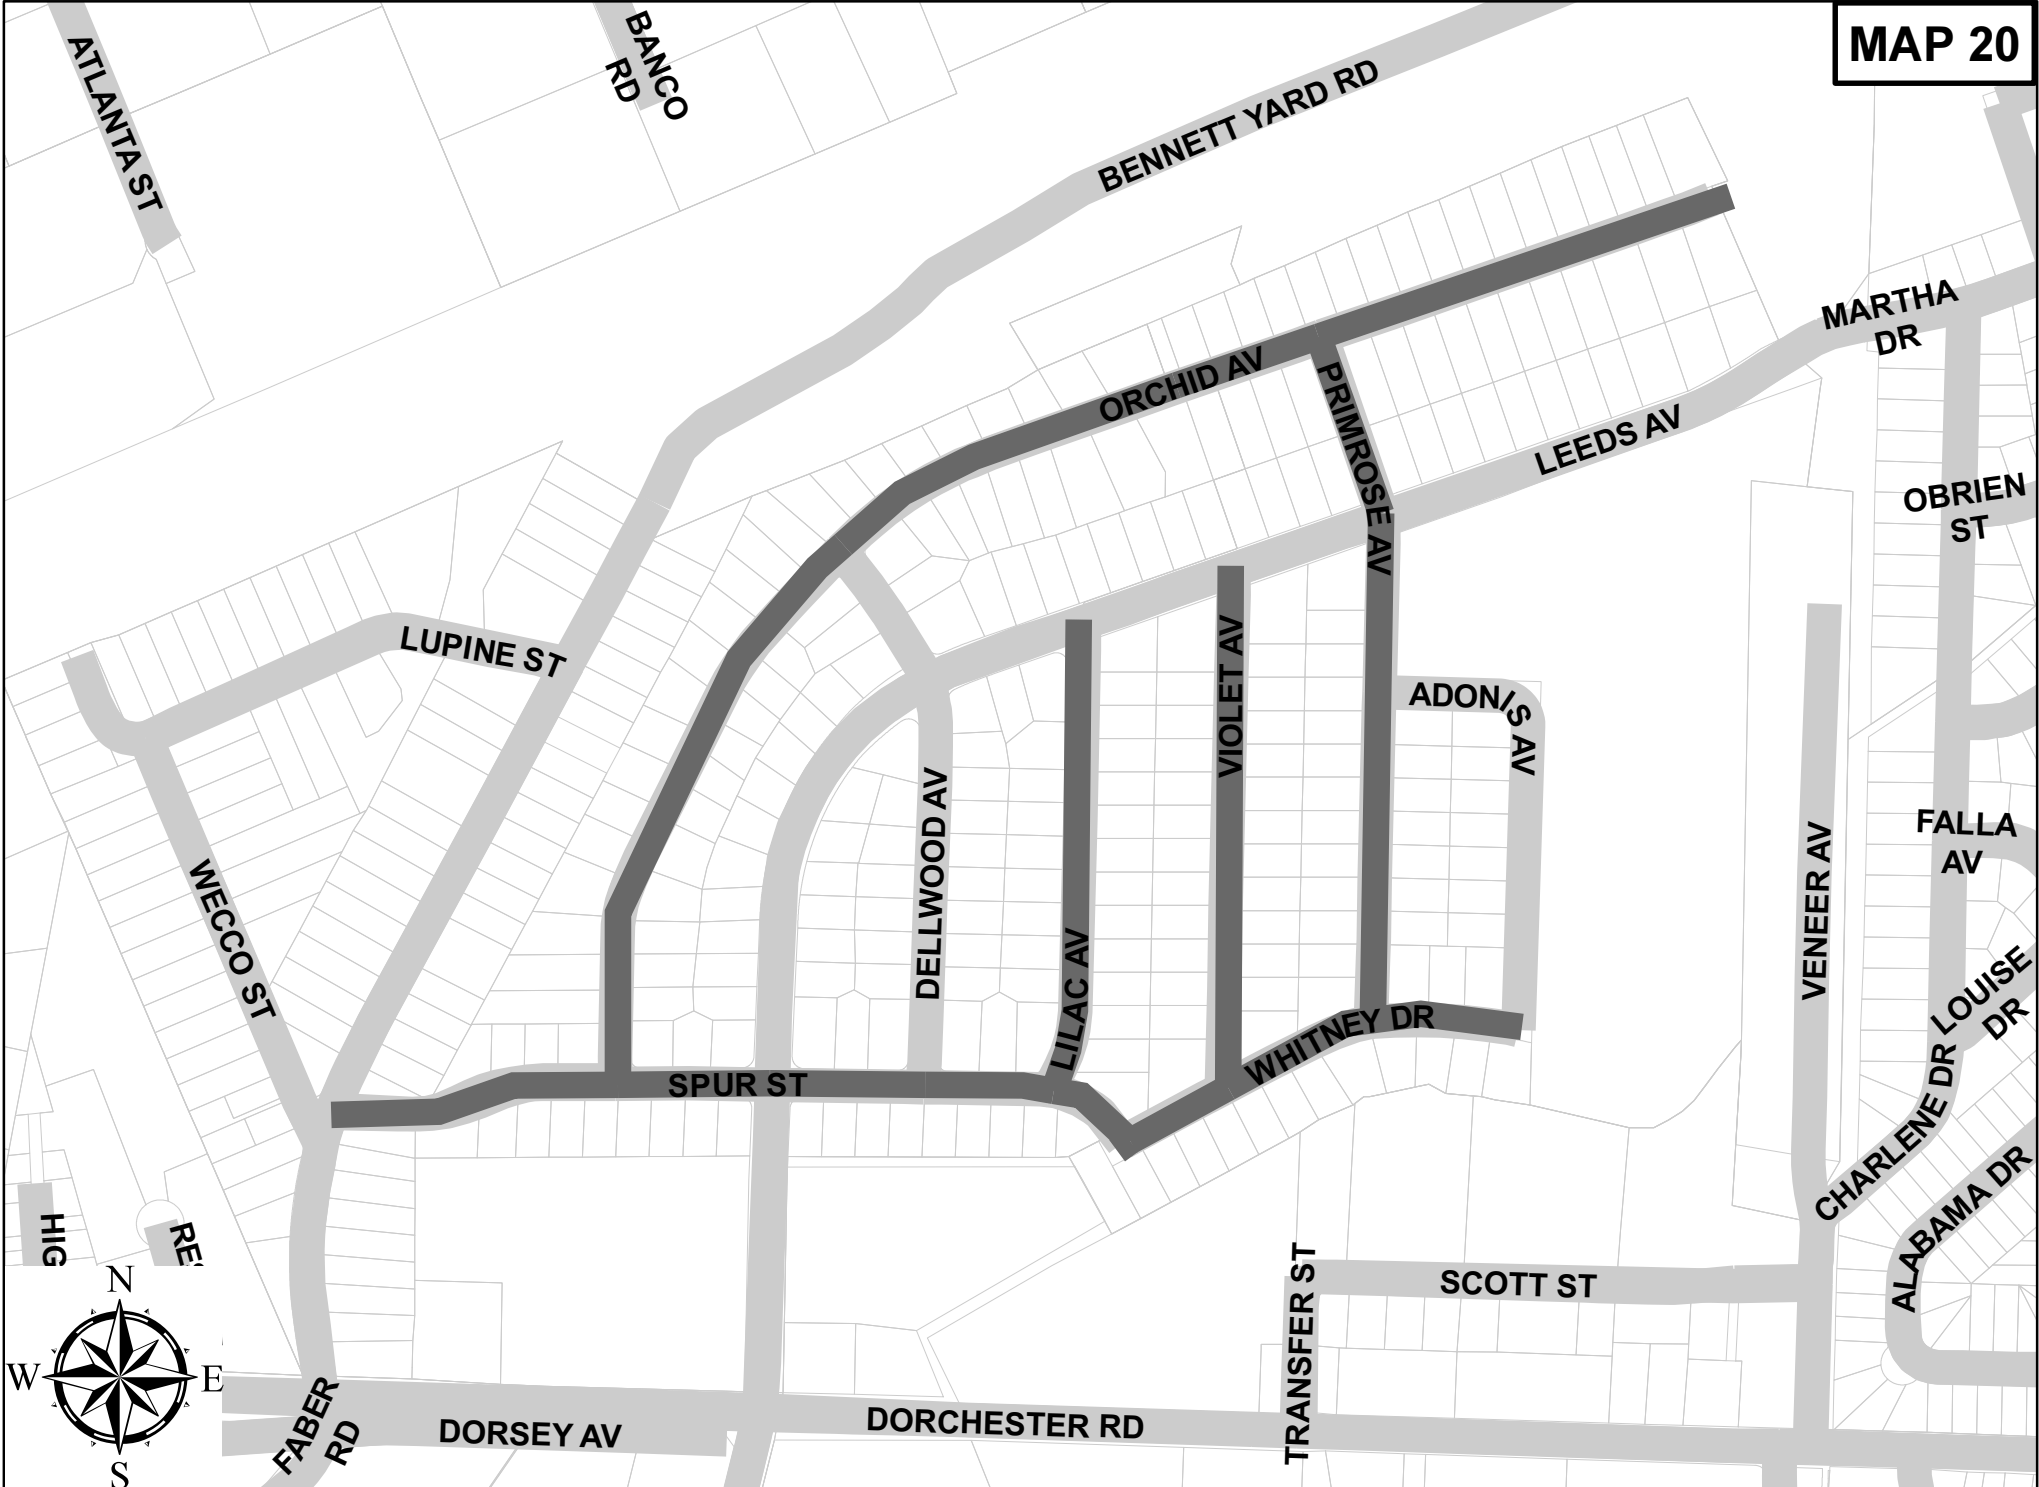 MAP 20
ATLANTA ST
BANCO
RD
BENNETT YARD RD
MARTHA
DR
ORCHID AV
PRIMROSE AV
LEEDS AV
OBRIEN
ST
LUPINE ST
VIOLET AV
ADONIS AV
DELLWOOD AV
VENEER AV
FALLA
AV
WECCO ST
LILAC AV
LOUISE
DR
WHITNEY DR
SPUR ST
CHARLENE DR
ALABAMA DR
HIG
RES
TRANSFER ST
SCOTT ST
N
W
E
S
FABER
RD
DORSEY AV
DORCHESTER RD